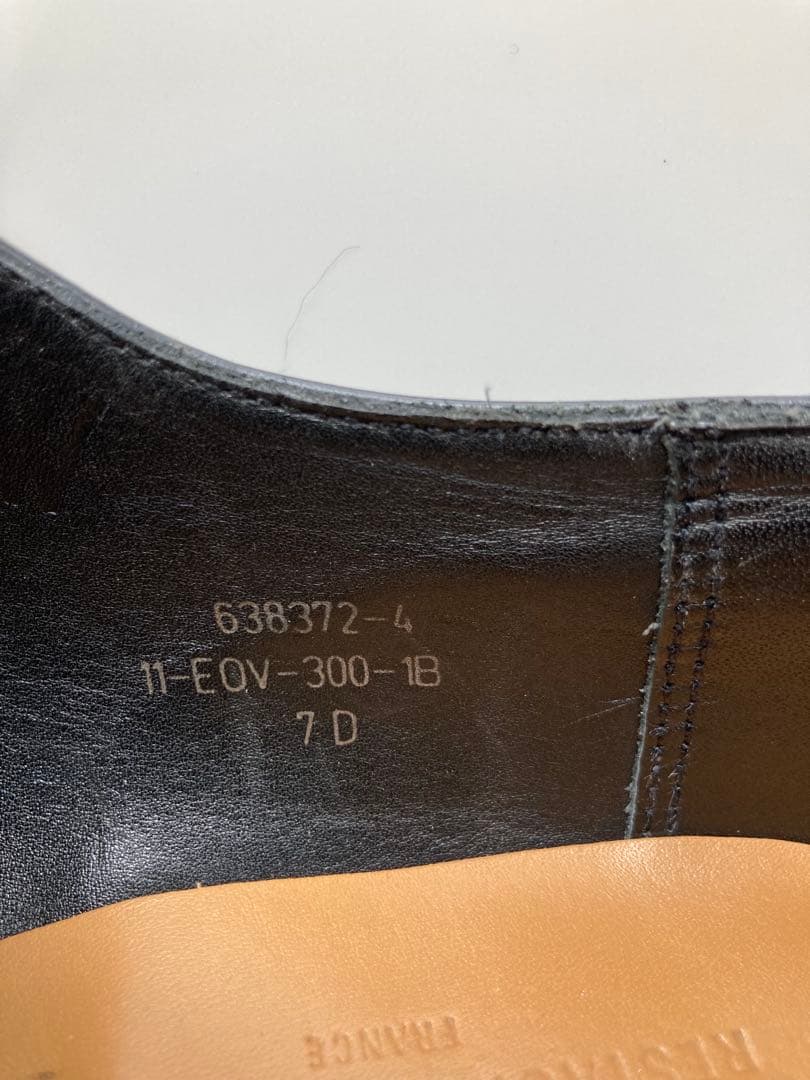 638372-4
11-EOV-300-1B
7 D
FRANCE